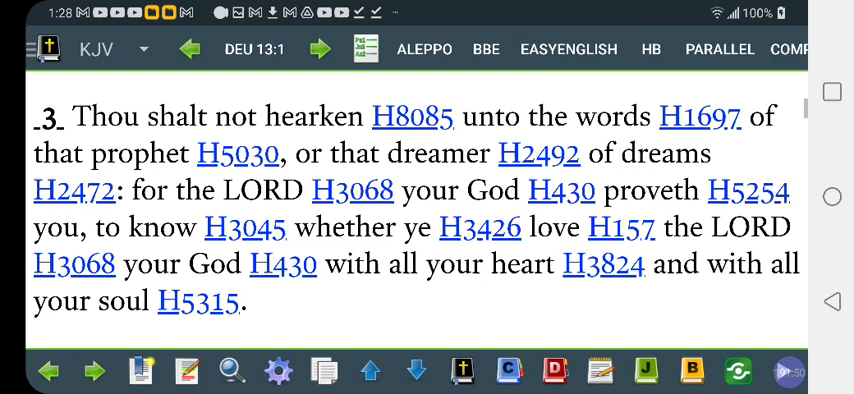 1:28 100%
KJV DEU 13:1 ALEPPO BBE EASYENGLISH HB PARALLEL COMP
3 Thou shalt not hearken H8085 unto the words H1697 of
that prophet H5030, or that dreamer H2492 of dreams
H2472: for the LORD H3068 your God H430 proveth H5254
you, to know H3045 whether ye H3426 love H157 the LORD
H3068 your God H430 with all your heart H3824 and with all
your soul H5315.
C D J B